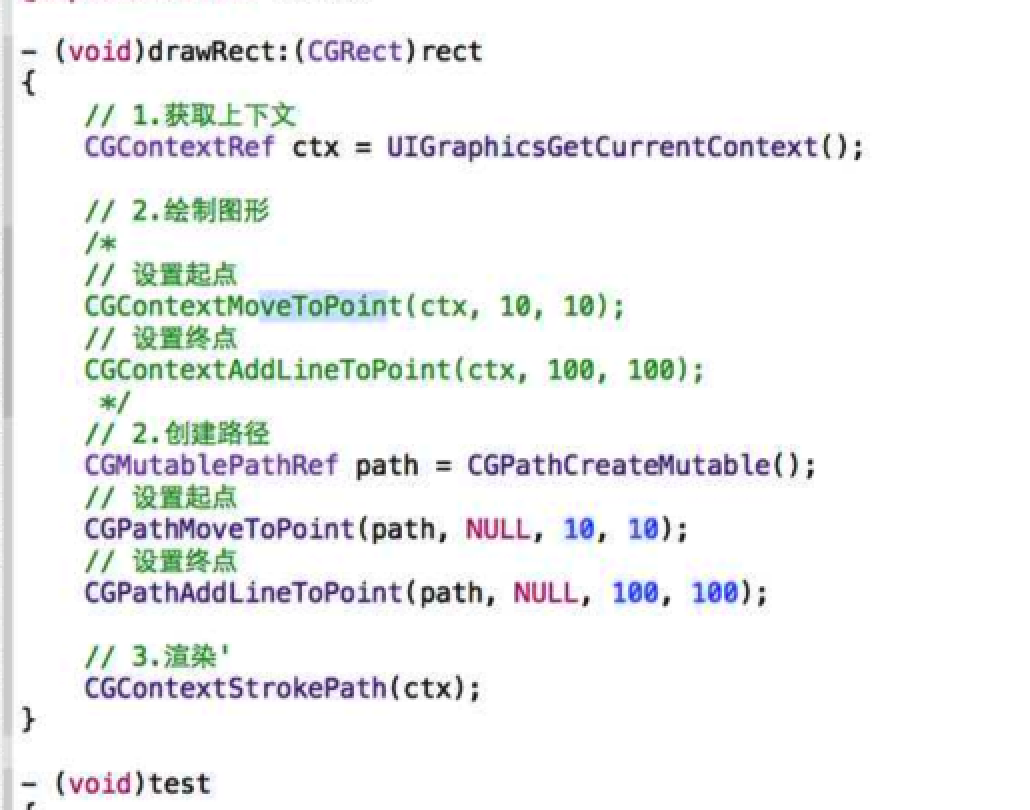 - (void)drawRect:(CGRect)rect
{
// 1.获取上下文
CGContextRef ctx = UIGraphicsGetCurrentContext();
// 2.绘制图形
/*
// 设置起点
CGContextMoveToPoint(ctx, 10, 10);
// 设置终点
CGContextAddLineToPoint(ctx, 100, 100);
*/
// 2.创建路径
CGMutablePathRef path = CGPathCreateMutable();
// 设置起点
CGPathMoveToPoint(path, NULL, 10, 10);
// 设置终点
CGPathAddLineToPoint(path, NULL, 100, 100);
// 3.渲染'
CGContextStrokePath(ctx);
}
- (void)test